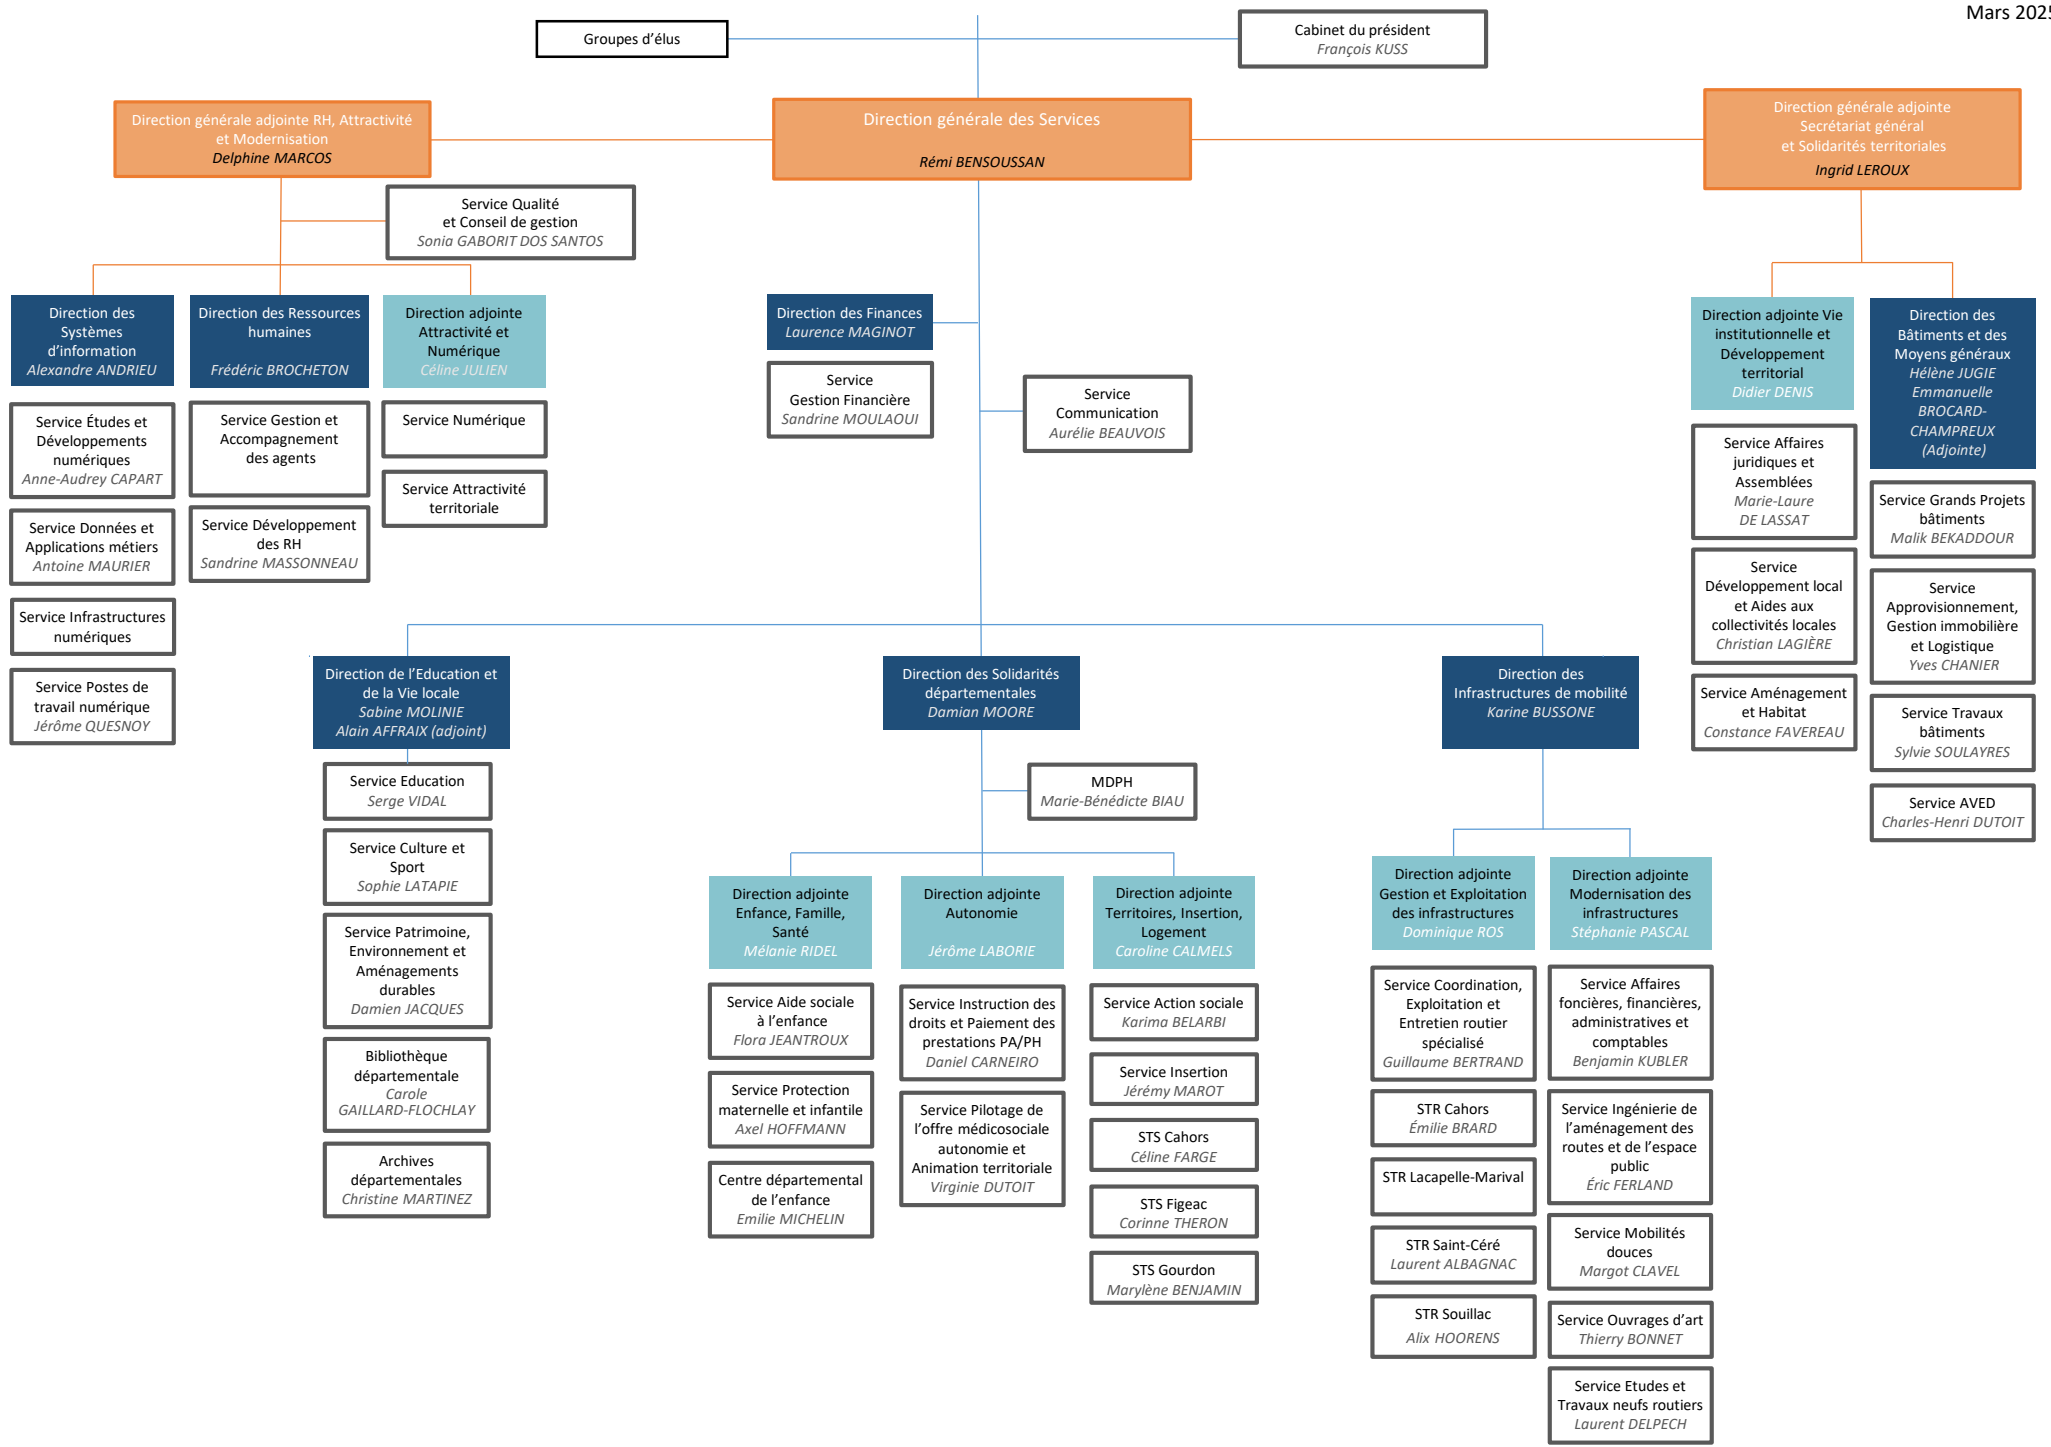 Mars 2025
Groupes d’élus
Cabinet du président
François KUSS
Direction générale adjointe RH, Attractivité
et Modernisation
Delphine MARCOS
Direction générale des Services
Rémi BENSOUSSAN
Direction générale adjointe
Secrétariat général
et Solidarités territoriales
Ingrid LEROUX
Service Qualité
et Conseil de gestion
Sonia GABORIT DOS SANTOS
Direction des
Systèmes
d’information
Alexandre ANDRIEU
Service Études et
Développements
numériques
Anne-Audrey CAPART
Service Données et
Applications métiers
Antoine MAURIER
Service Infrastructures
numériques
Service Postes de
travail numérique
Jérôme QUESNOY
Direction des Ressources
humaines
Frédéric BROCHETON
Service Gestion et
Accompagnement
des agents
Service Développement
des RH
Sandrine MASSONNEAU
Direction adjointe
Attractivité et
Numérique
Céline JULIEN
Service Numérique
Service Attractivité
territoriale
Direction des Finances
Laurence MAGINOT
Service
Gestion Financière
Sandrine MOULAOUI
Service
Communication
Aurélie BEAUVOIS
Direction adjointe Vie
institutionnelle et
Développement
territorial
Didier DENIS
Service Affaires
juridiques et
Assemblées
Marie-Laure
DE LASSAT
Service
Développement local
et Aides aux
collectivités locales
Christian LAGIÈRE
Service Aménagement
et Habitat
Constance FAVEREAU
Direction des
Bâtiments et des
Moyens généraux
Hélène JUGIE
Emmanuelle
BROCARD-
CHAMPREUX
(Adjointe)
Service Grands Projets
bâtiments
Malik BEKADDOUR
Service
Approvisionnement,
Gestion immobilière
et Logistique
Yves CHANIER
Service Travaux
bâtiments
Sylvie SOULAYRES
Service AVED
Charles-Henri DUTOIT
Direction de l’Education et
de la Vie locale
Sabine MOLINIE
Alain AFFRAIX (adjoint)
Service Education
Serge VIDAL
Service Culture et
Sport
Sophie LATAPIE
Service Patrimoine,
Environnement et
Aménagements
durables
Damien JACQUES
Bibliothèque
départementale
Carole
GAILLARD-FLOCHLAY
Archives
départementales
Christine MARTINEZ
Direction des Solidarités
départementales
Damian MOORE
MDPH
Marie-Bénédicte BIAU
Direction adjointe
Enfance, Famille,
Santé
Mélanie RIDEL
Service Aide sociale
à l’enfance
Flora JEANTROUX
Service Protection
maternelle et infantile
Axel HOFFMANN
Centre départemental
de l’enfance
Emilie MICHELIN
Direction adjointe
Autonomie
Jérôme LABORIE
Service Instruction des
droits et Paiement des
prestations PA/PH
Daniel CARNEIRO
Service Pilotage de
l’offre médicosociale
autonomie et
Animation territoriale
Virginie DUTOIT
Direction adjointe
Territoires, Insertion,
Logement
Caroline CALMELS
Service Action sociale
Karima BELARBI
Service Insertion
Jérémy MAROT
STS Cahors
Céline FARGE
STS Figeac
Corinne THERON
STS Gourdon
Marylène BENJAMIN
Direction des
Infrastructures de mobilité
Karine BUSSONE
Direction adjointe
Gestion et Exploitation
des infrastructures
Dominique ROS
Service Coordination,
Exploitation et
Entretien routier
spécialisé
Guillaume BERTRAND
STR Cahors
Émilie BRARD
STR Lacapelle-Marival
STR Saint-Céré
Laurent ALBAGNAC
STR Souillac
Alix HOORENS
Direction adjointe
Modernisation des
infrastructures
Stéphanie PASCAL
Service Affaires
foncières, financières,
administratives et
comptables
Benjamin KUBLER
Service Ingénierie de
l’aménagement des
routes et de l’espace
public
Éric FERLAND
Service Mobilités
douces
Margot CLAVEL
Service Ouvrages d’art
Thierry BONNET
Service Etudes et
Travaux neufs routiers
Laurent DELPECH